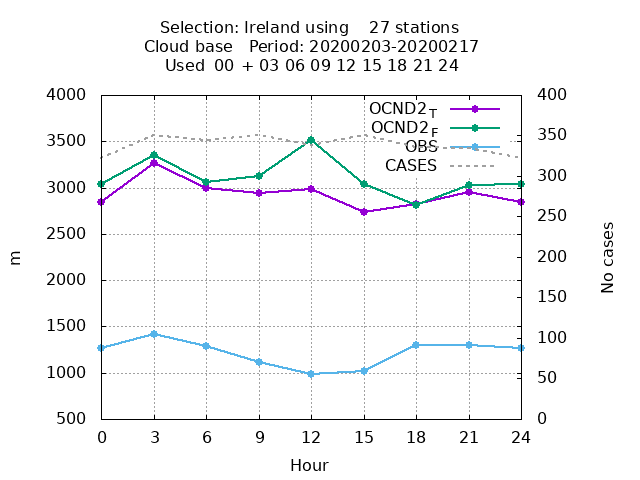 Selection: Ireland using    27 stations
Cloud base   Period: 20200203-20200217
Used  00 + 03 06 09 12 15 18 21 24
4000
3500
3000
2500
2000
1500
1000
500
m
400
350
300
250
200
150
100
50
0
No cases
OCND2 T
OCND2 F
OBS
CASES
0 3 6 9 12 15 18 21 24
Hour